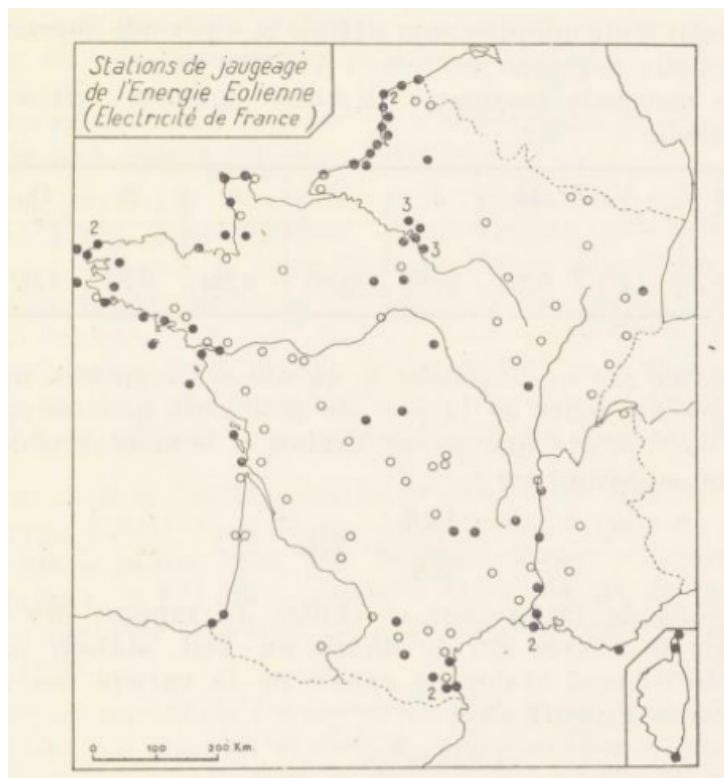 Stations de jaugeage
de l'Energie Eolienne
(Electricité de France)
2
3
2
3
2
2
0
100
200 Km.